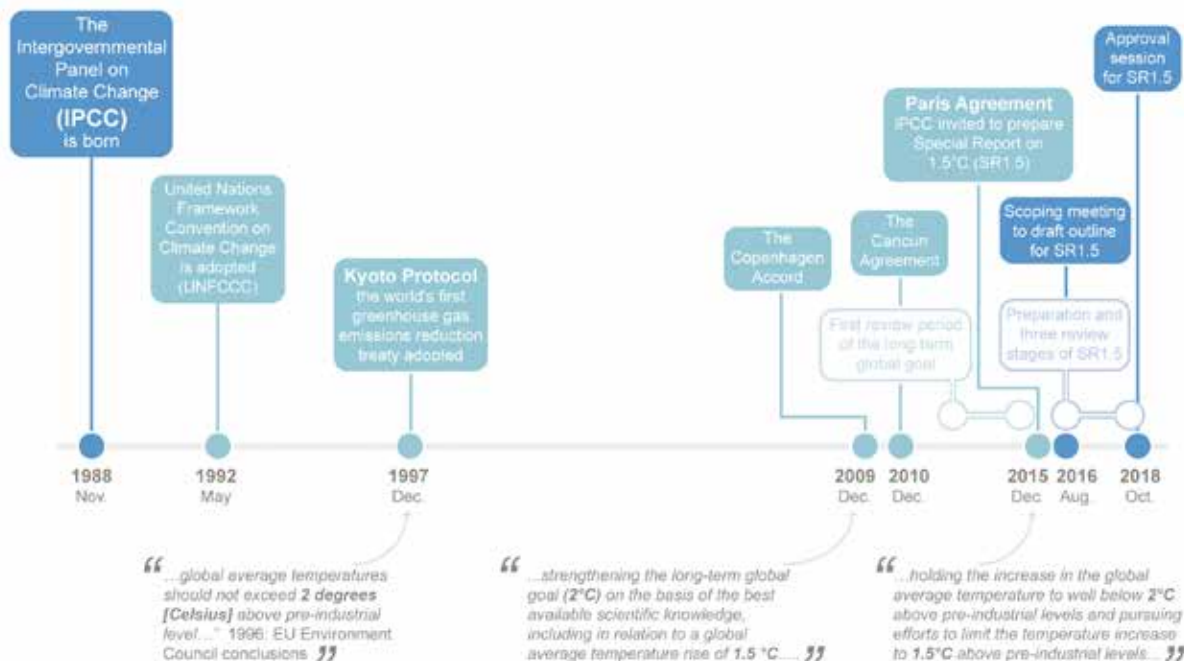 The
Intergovernmental
Panel on
Climate Change
(IPCC)
is born
United Nations
Framework
Convention on
Climate Change
is adopted
(UNFCCC)
Kyoto Protocol
the world's first
greenhouse gas
emissions reduction
treaty adopted
The
Copenhagen
Accord
The
Cancun
Agreement
First review period
of the long-term
global goal
Paris Agreement
IPCC invited to prepare
Special Report on
1.5°C (SR1.5)
Scoping meeting
to draft outline
for SR1.5
Preparation and
three review
stages of SR1.5
Approval
session
for SR1.5
1988
Nov.
1992
May
1997
Dec.
2009
Dec.
2010
Dec.
2015
Dec.
2016
Aug.
2018
Oct.
“ ...global average temperatures
should not exceed 2 degrees
[Celsius] above pre-industrial
level...” 1996: EU Environment
Council conclusions ”
“ ...strengthening the long-term global
goal (2°C) on the basis of the best
available scientific knowledge,
including in relation to a global
average temperature rise of 1.5 °C.... ”
“ ...holding the increase in the global
average temperature to well below 2°C
above pre-industrial levels and pursuing
efforts to limit the temperature increase
to 1.5°C above pre-industrial levels... ”